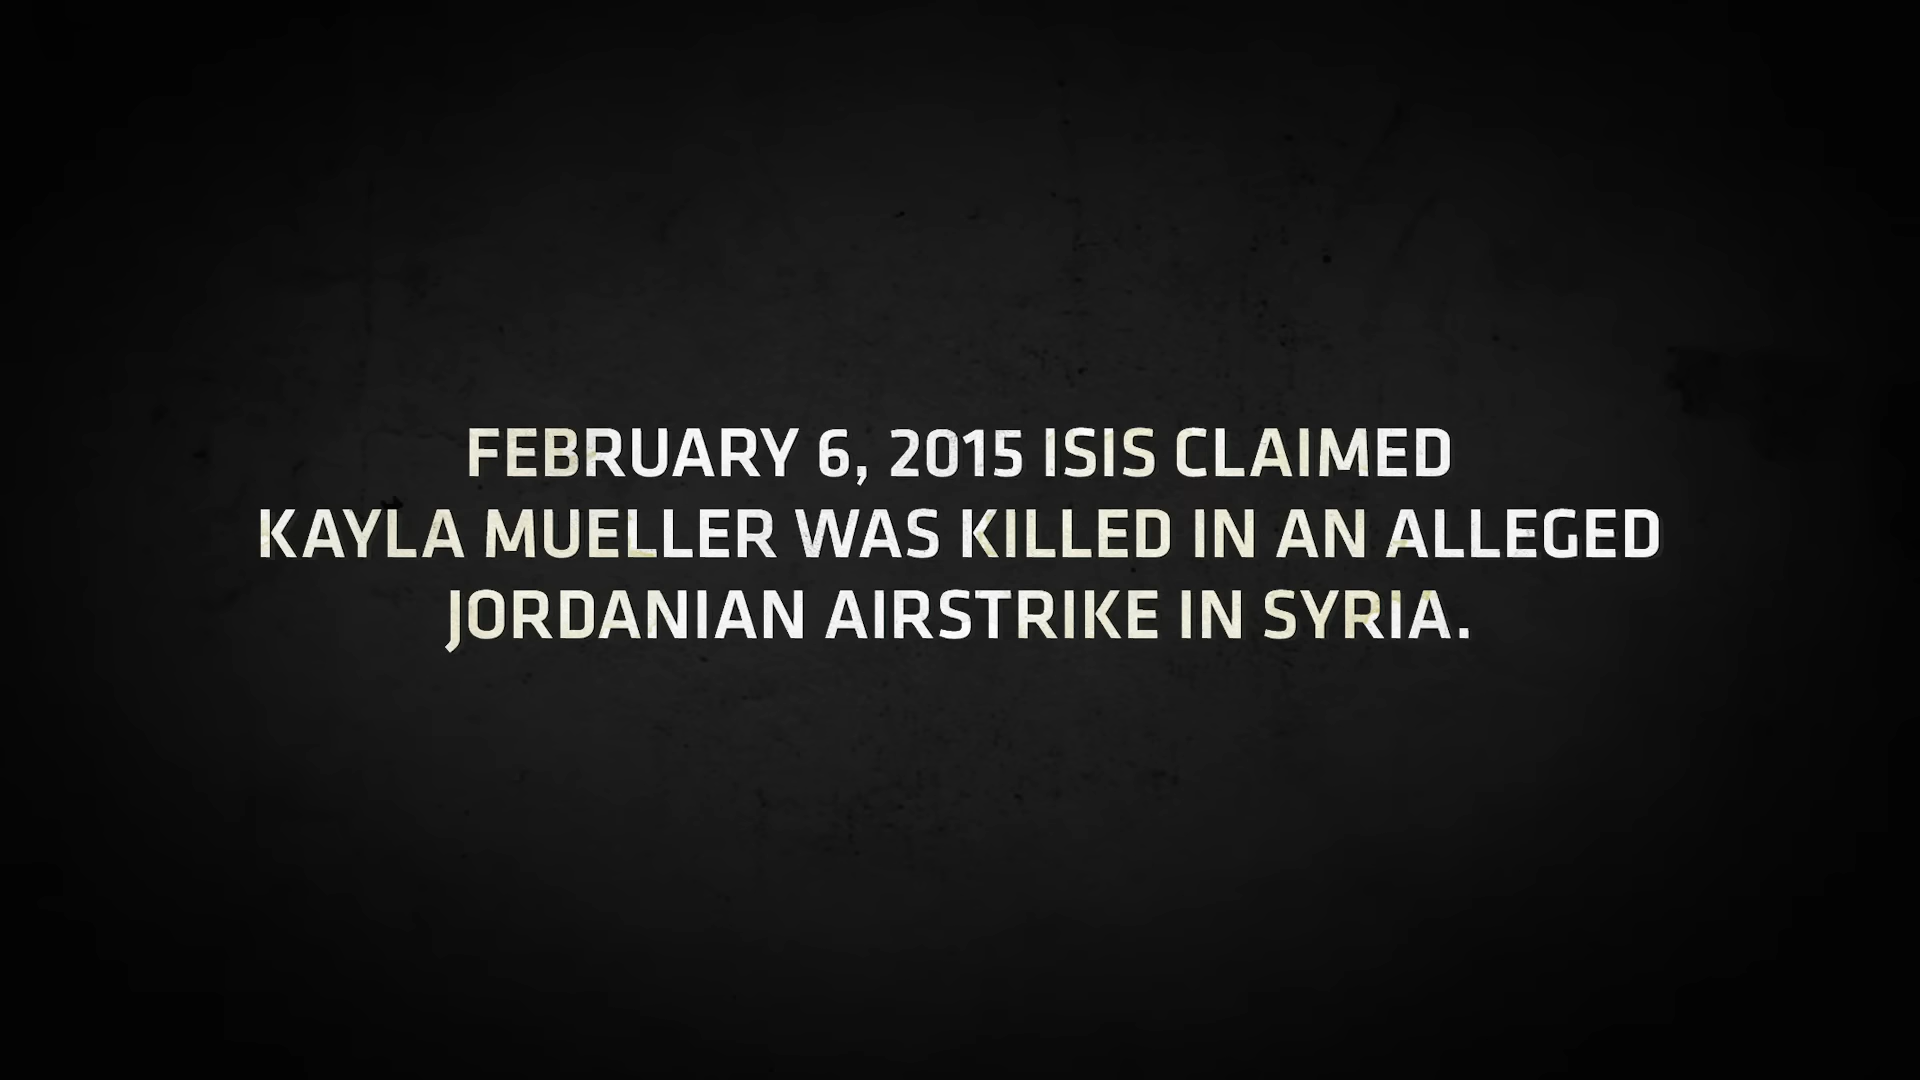 FEBRUARY 6, 2015 ISIS CLAIMED
KAYLA MUELLER WAS KILLED IN AN ALLEGED
JORDANIAN AIRSTRIKE IN SYRIA.